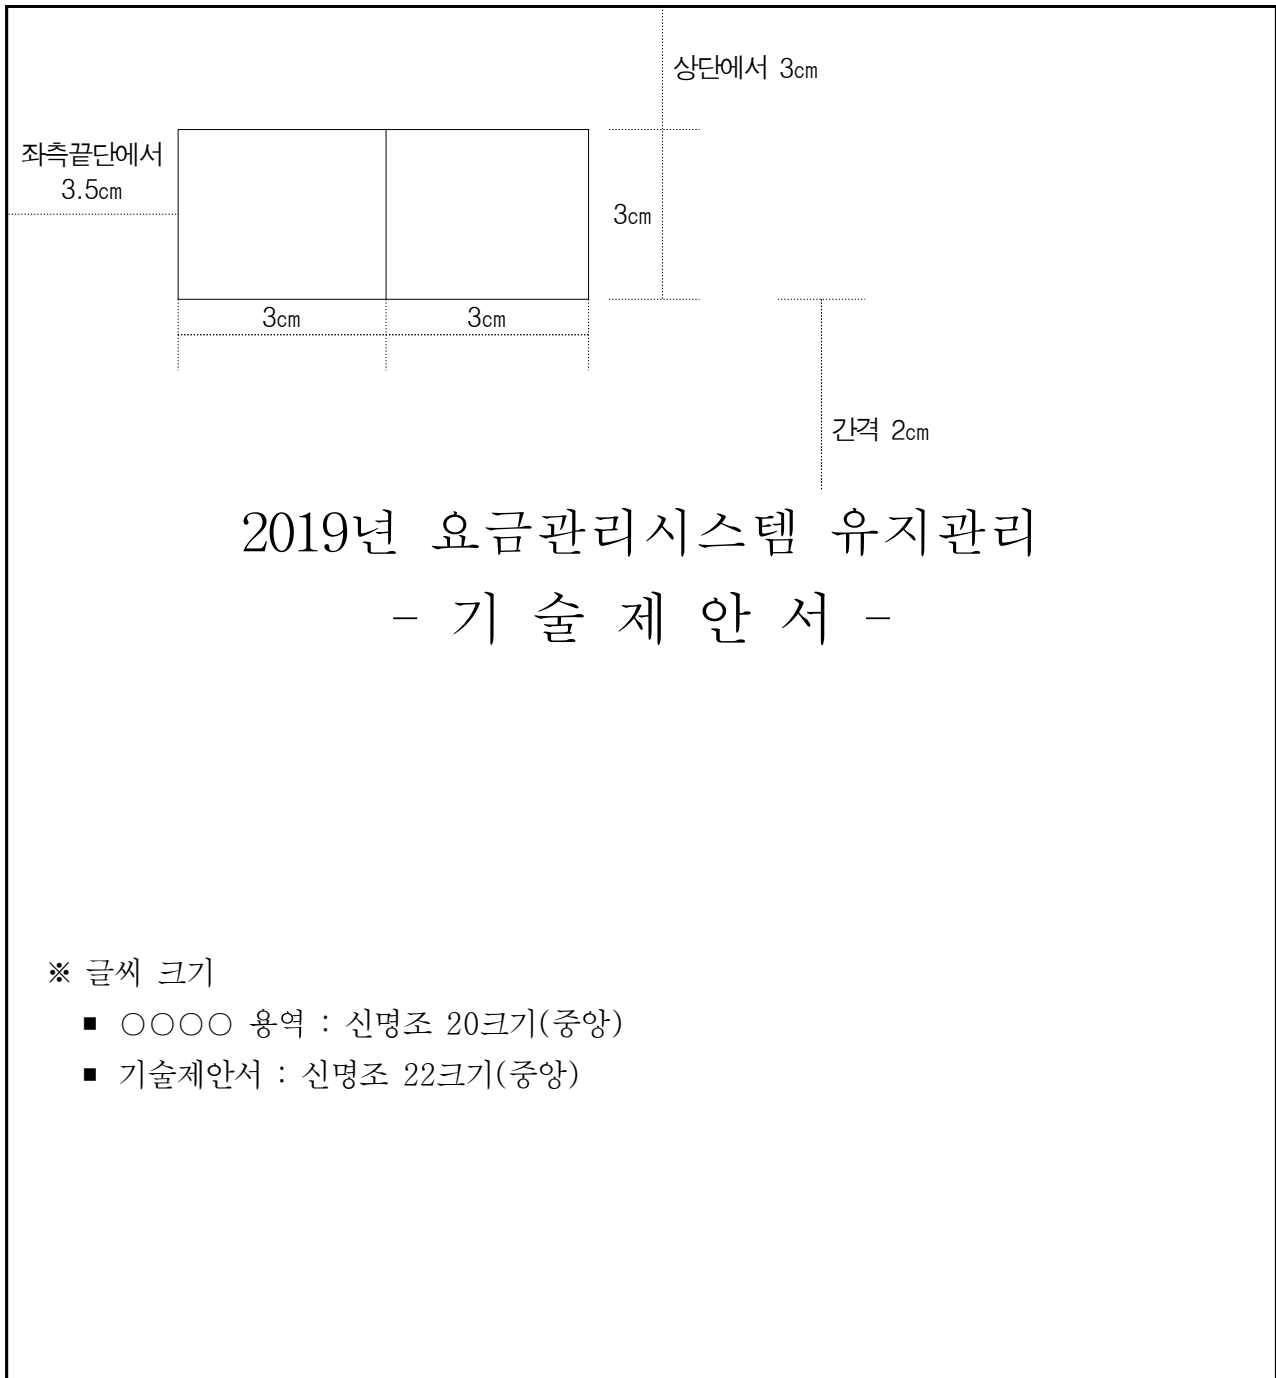 상단에서 3cm
좌측끝단에서
3.5cm
3cm
3cm 3cm
간격 2cm
2019년 요금관리시스템 유지관리
- 기 술 제 안 서 -
※ 글씨 크기
■ ○○○○ 용역 : 신명조 20크기(중앙)
■ 기술제안서 : 신명조 22크기(중앙)